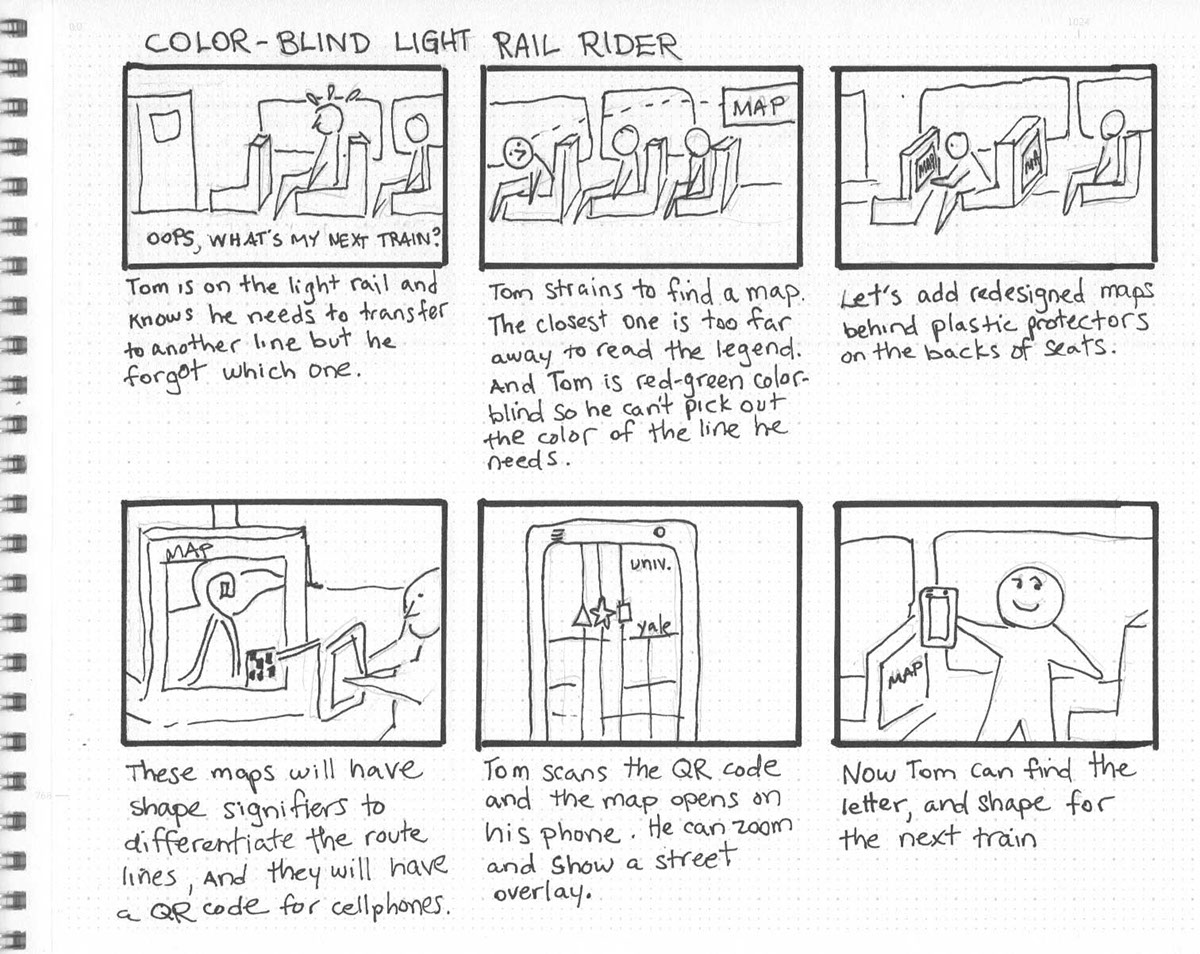 COLOR-BLIND LIGHT RAIL RIDER
OOPS, WHAT'S MY NEXT TRAIN?
Tom is on the light rail and
knows he needs to transfer
to another line but he
forgot which one.
MAP
Tom strains to find a map.
The closest one is too far
away to read the legend.
And Tom is red-green color-
blind so he can't pick out
the color of the line he
needs.
MAP
MAP
Let's add redesigned maps
behind plastic protectors
on the backs of seats.
MAP
These maps will have
shape signifiers to
differentiate the route
lines, and they will have
a QR code for cellphones.
univ.
yale
Tom scans the QR code
and the map opens on
his phone. He can zoom
and show a street
overlay.
MAP
Now Tom can find the
letter, and shape for
the next train
1024
768